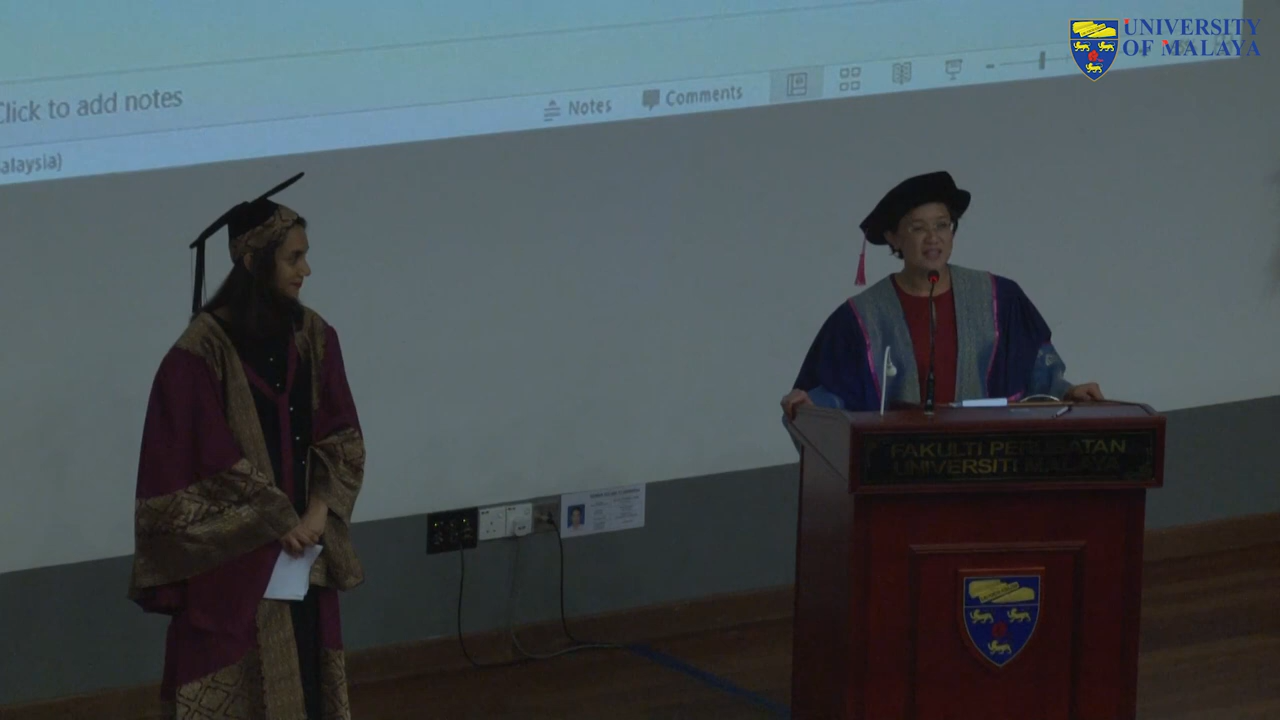 UNIVERSITY
OF MALAYA
Click to add notes
Notes
Comments
alaysia)
FAKULTI PERUBATAN
UNIVERSITI MALAYA